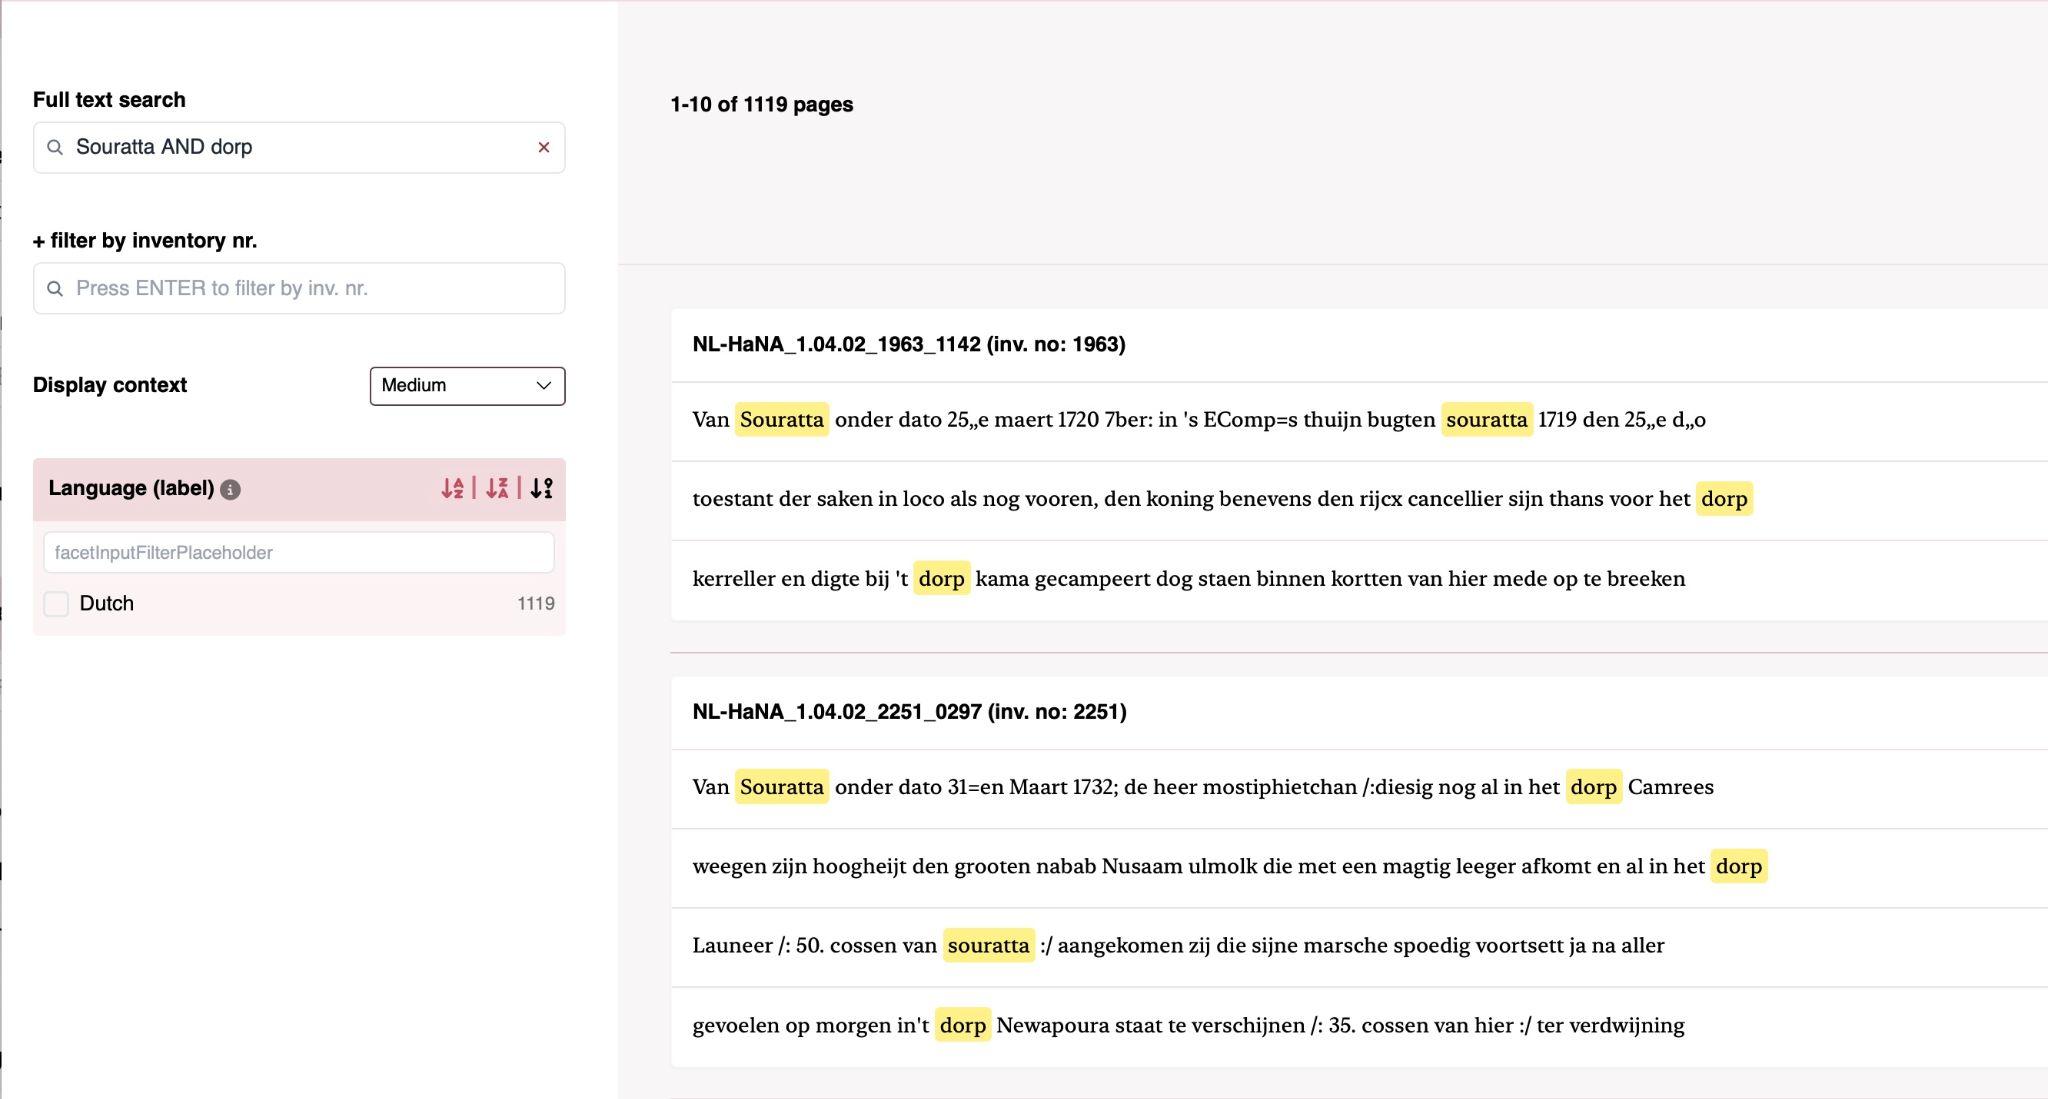 Full text search
Souratta AND dorp
+ filter by inventory nr.
Press ENTER to filter by inv. nr.
Display context
Medium
Language (label)
facetInputFilterPlaceholder
Dutch 1119
1-10 of 1119 pages
NL-HaNA_1.04.02_1963_1142 (inv. no: 1963)
Van Souratta onder dato 25„e maert 1720 7ber: in 's EComp=s thuijn bugten souratta 1719 den 25„e d„o
toestant der saken in loco als nog vooren, den koning benevens den rijcx cancellier sijn thans voor het dorp
kerreller en digte bij 't dorp kama gecampeert dog staen binnen kortten van hier mede op te breeken
NL-HaNA_1.04.02_2251_0297 (inv. no: 2251)
Van Souratta onder dato 31=en Maart 1732; de heer mostiphietchan /:diesig nog al in het dorp Camrees
weegen zijn hoogheijt den grooten nabab Nusaam ulmolk die met een magtig leeger afkomt en al in het dorp
Launeer /: 50. cossen van souratta :/ aangekomen zij die sijne marsche spoedig voortsett ja na aller
gevoelen op morgen in't dorp Newapoura staat te verschijnen /: 35. cossen van hier :/ ter verdwijning